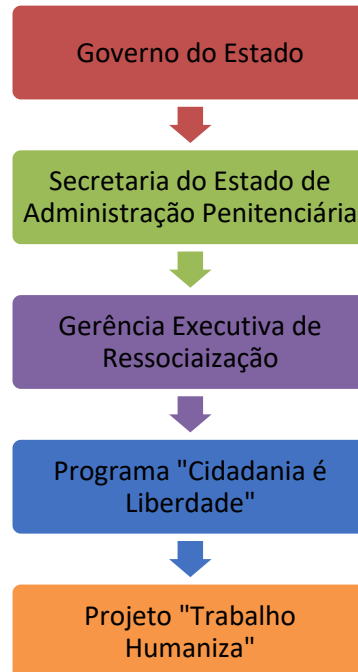 Governo do Estado
Secretaria do Estado de
Administração Penitenciária
Gerência Executiva de
Ressociaização
Programa "Cidadania é
Liberdade"
Projeto "Trabalho
Humaniza"